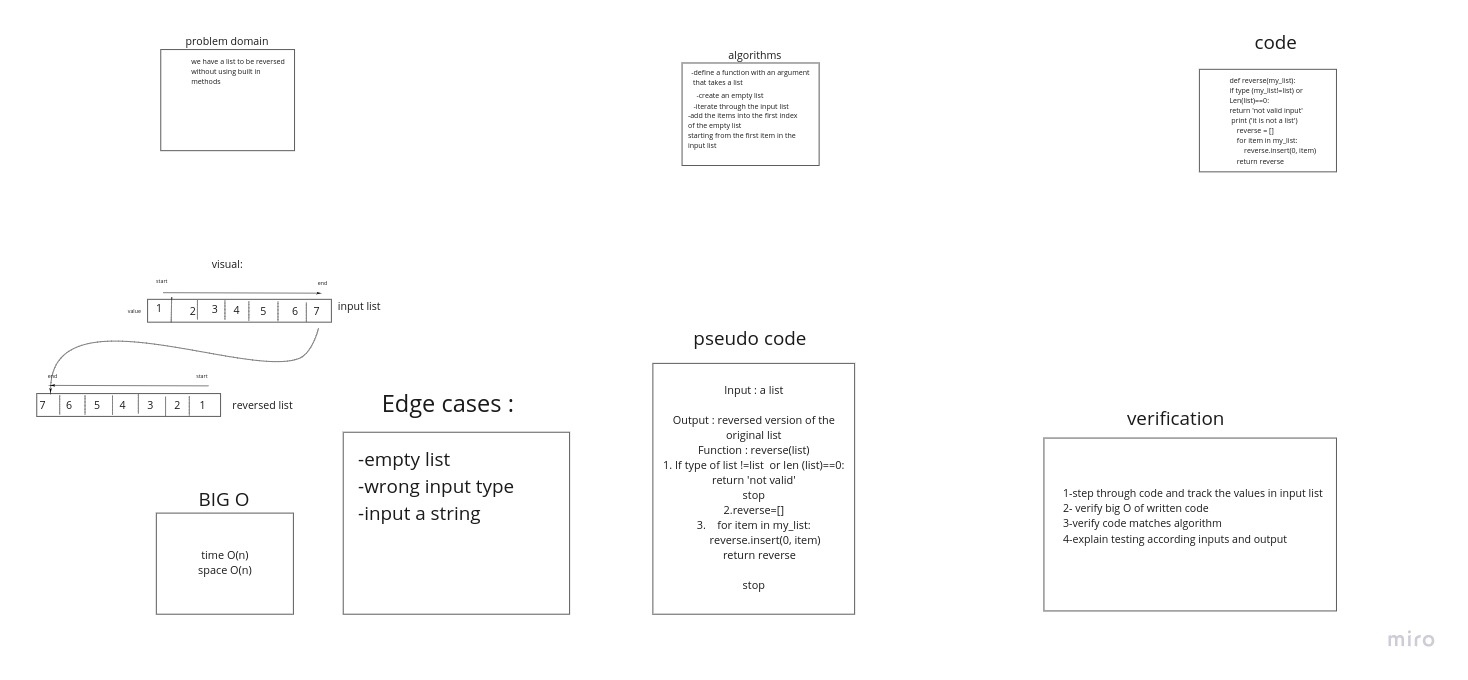 problem domain
we have a list to be reversed
without using built in
methods
algorithms
-define a function with an argument
that takes a list
-create an empty list
-iterate through the input list
-add the items into the first index
of the empty list
starting from the first item in the
input list
code
def reverse(my_list):
if type (my_list!=list) or
Len(list)==0:
return 'not valid input'
print ('it is not a list')
reverse = []
for item in my_list:
reverse.insert(0, item)
return reverse
visual:
start
end
value
1 2 3 4 5 6 7
input list
end
start
7 6 5 4 3 2 1
reversed list
BIG O
time O(n)
space O(n)
Edge cases :
-empty list
-wrong input type
-input a string
pseudo code
Input : a list
Output : reversed version of the
original list
Function : reverse(list)
1. If type of list !=list or len (list)==0:
return 'not valid'
stop
2.reverse=[]
3. for item in my_list:
reverse.insert(0, item)
return reverse
stop
verification
1-step through code and track the values in input list
2- verify big O of written code
3-verify code matches algorithm
4-explain testing according inputs and output
miro